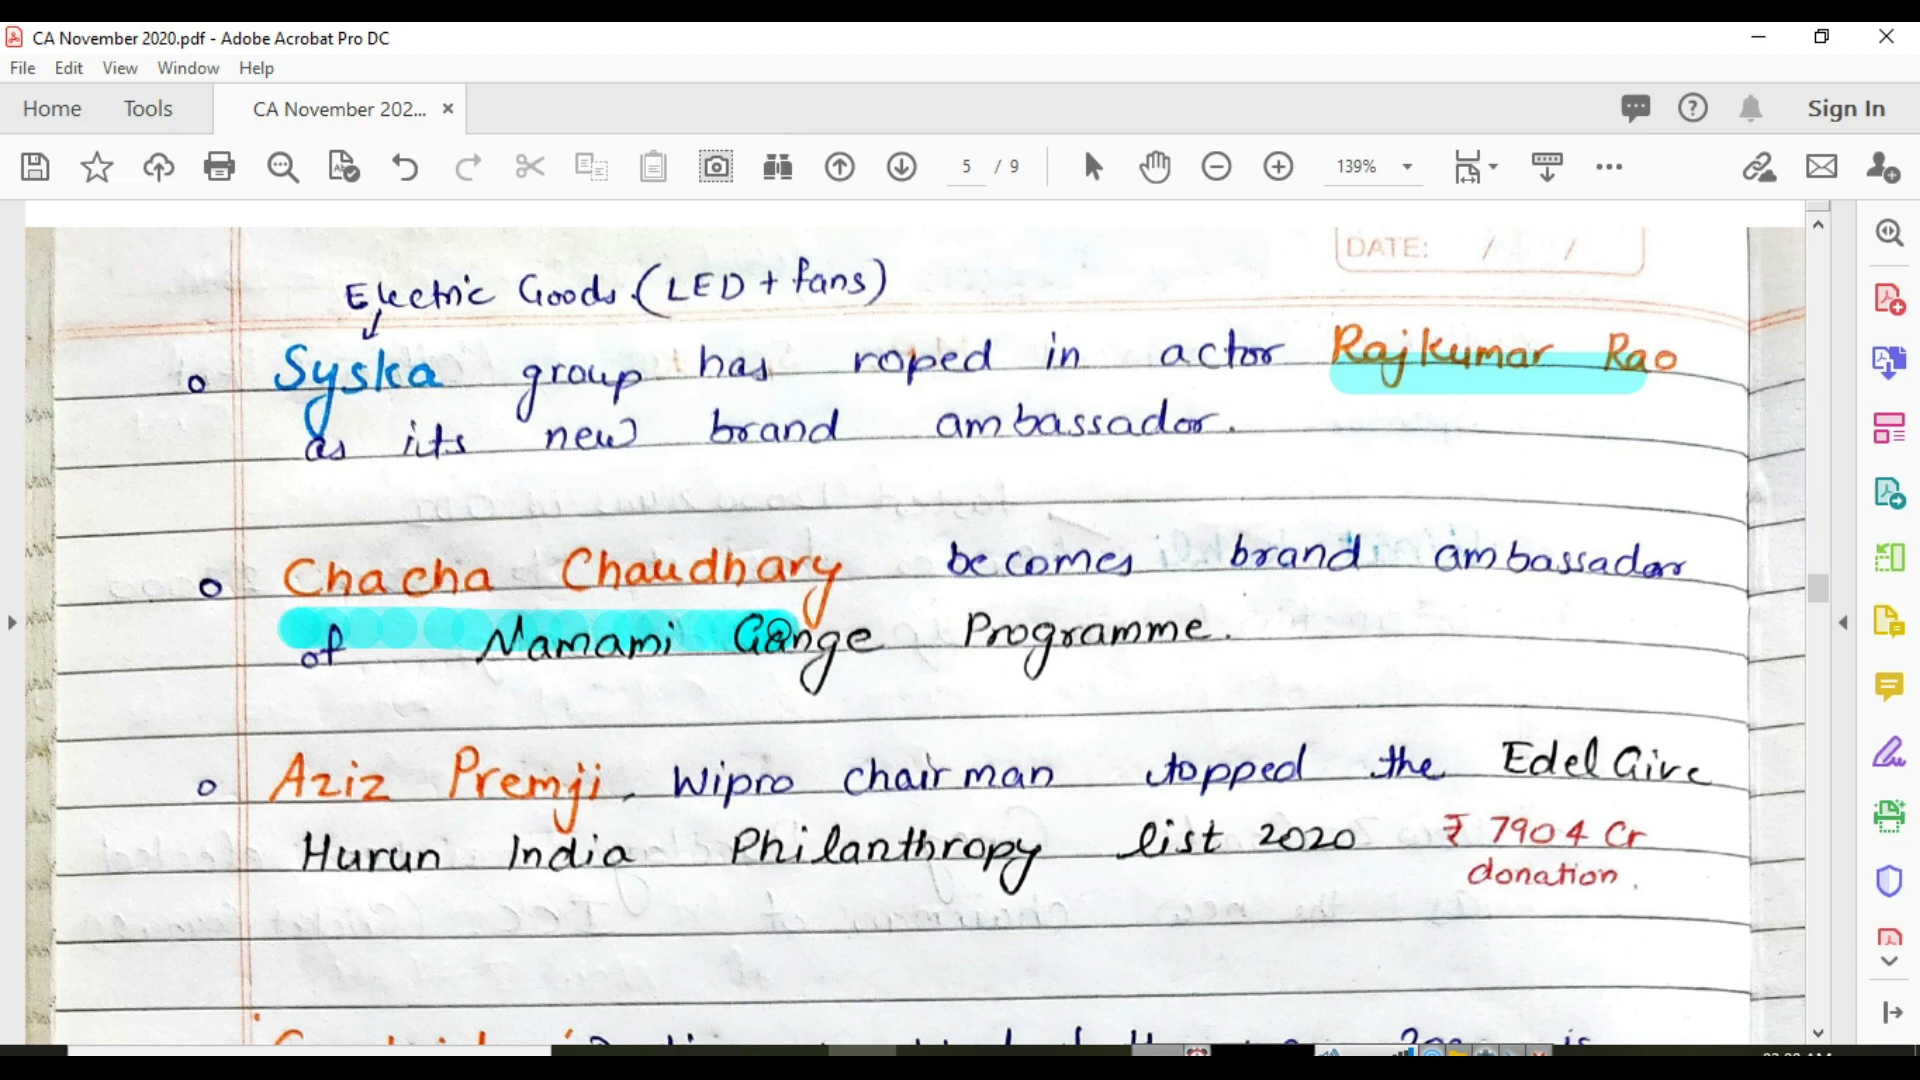 CA November 2020.pdf - Adobe Acrobat Pro DC
File Edit View Window Help
Home Tools CA November 202... × Sign In
5 / 9 139%
DATE: / /
Electric Goods (LED + fans)
Syska group has roped in actor Rajkumar Rao
as its new brand ambassador.
Chacha Chaudhary becomes brand ambassador
of Namami Gange Programme.
Aziz Premji, Wipro chairman topped the EdelGive
Hurun India Philanthropy list 2020 ₹ 7904 Cr
donation.